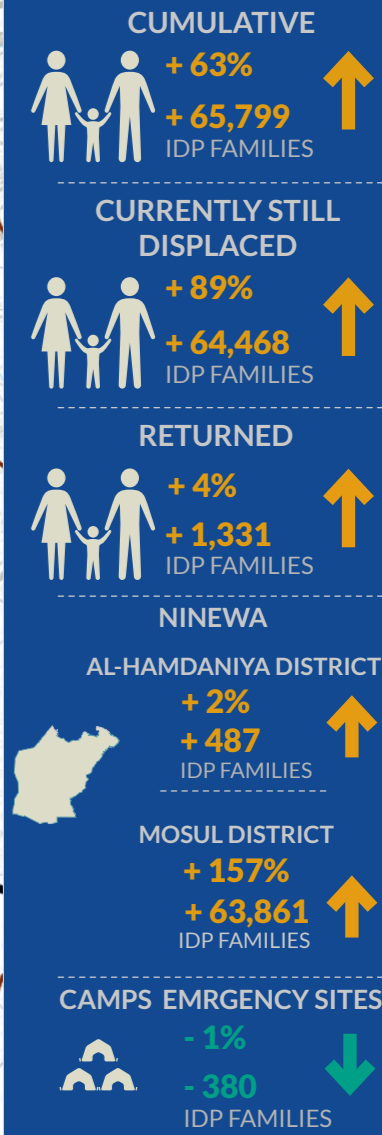 CUMULATIVE
+ 63%
+ 65,799
IDP FAMILIES
CURRENTLY STILL
DISPLACED
+ 89%
+ 64,468
IDP FAMILIES
RETURNED
+ 4%
+ 1,331
IDP FAMILIES
NINEWA
AL-HAMDANIYA DISTRICT
+ 2%
+ 487
IDP FAMILIES
MOSUL DISTRICT
+ 157%
+ 63,861
IDP FAMILIES
CAMPS EMRGENCY SITES
- 1%
- 380
IDP FAMILIES